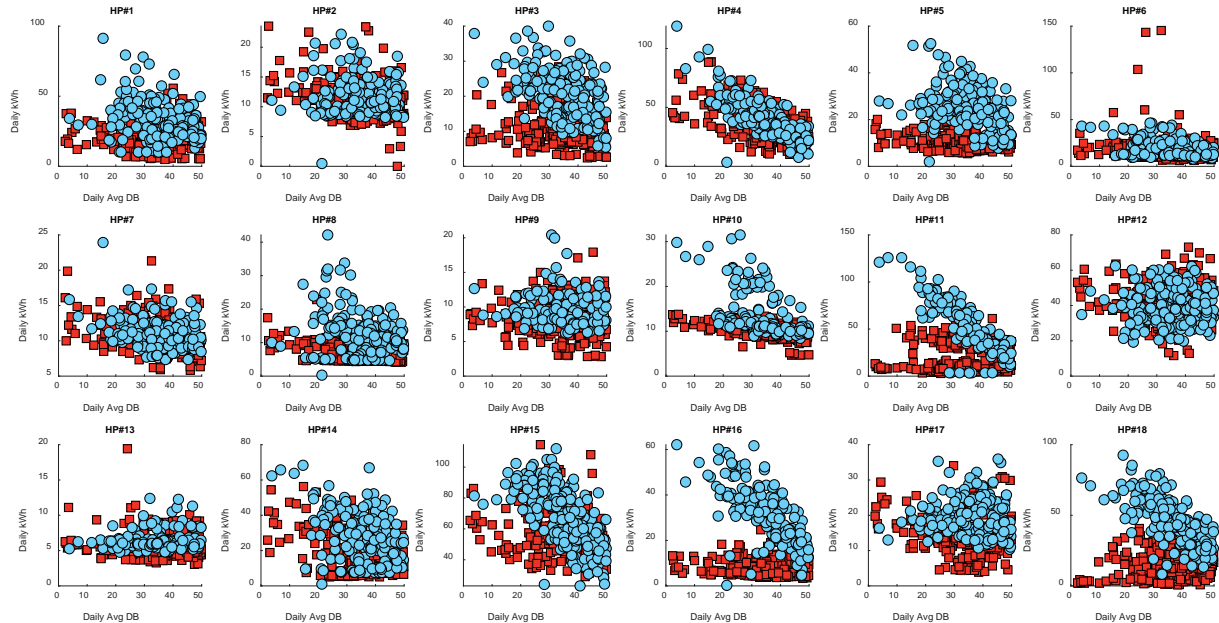 HP#1
100
50
0
Daily kWh
0 10 20 30 40 50
Daily Avg DB
HP#2
20
15
10
5
0
Daily kWh
0 10 20 30 40 50
Daily Avg DB
HP#3
40
30
20
10
0
Daily kWh
0 10 20 30 40 50
Daily Avg DB
HP#4
100
50
0
Daily kWh
0 10 20 30 40 50
Daily Avg DB
HP#5
60
40
20
0
Daily kWh
0 10 20 30 40 50
Daily Avg DB
HP#6
150
100
50
0
Daily kWh
0 10 20 30 40 50
Daily Avg DB
HP#7
25
20
15
10
5
Daily kWh
0 10 20 30 40 50
Daily Avg DB
HP#8
40
30
20
10
0
Daily kWh
0 10 20 30 40 50
Daily Avg DB
HP#9
20
15
10
5
0
Daily kWh
0 10 20 30 40 50
Daily Avg DB
HP#10
30
20
10
0
Daily kWh
0 10 20 30 40 50
Daily Avg DB
HP#11
150
100
50
0
Daily kWh
0 10 20 30 40 50
Daily Avg DB
HP#12
80
60
40
20
0
Daily kWh
0 10 20 30 40 50
Daily Avg DB
HP#13
20
15
10
5
0
Daily kWh
0 10 20 30 40 50
Daily Avg DB
HP#14
80
60
40
20
0
Daily kWh
0 10 20 30 40 50
Daily Avg DB
HP#15
100
80
60
40
Daily kWh
0 10 20 30 40 50
Daily Avg DB
HP#16
60
40
20
0
Daily kWh
0 10 20 30 40 50
Daily Avg DB
HP#17
40
30
20
10
0
Daily kWh
0 10 20 30 40 50
Daily Avg DB
HP#18
100
50
0
Daily kWh
0 10 20 30 40 50
Daily Avg DB